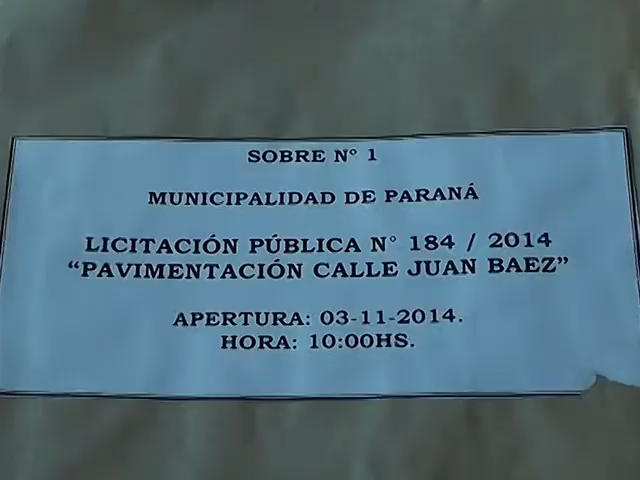 SOBRE N° 1
MUNICIPALIDAD DE PARANÁ
LICITACIÓN PÚBLICA N° 184 / 2014
“PAVIMENTACIÓN CALLE JUAN BAEZ”
APERTURA: 03-11-2014.
HORA: 10:00HS.